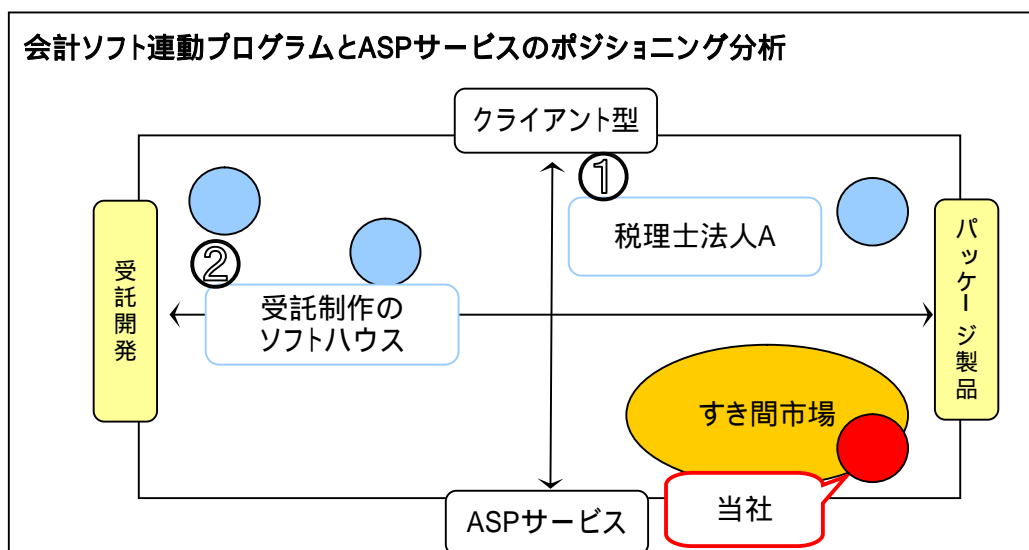 会計ソフト連動プログラムとASPサービスのポジショニング分析
クライアント型
①
税理士法人A
②
受託開発
受託制作の
ソフトハウス
パッケージ製品
すき間市場
当社
ASPサービス